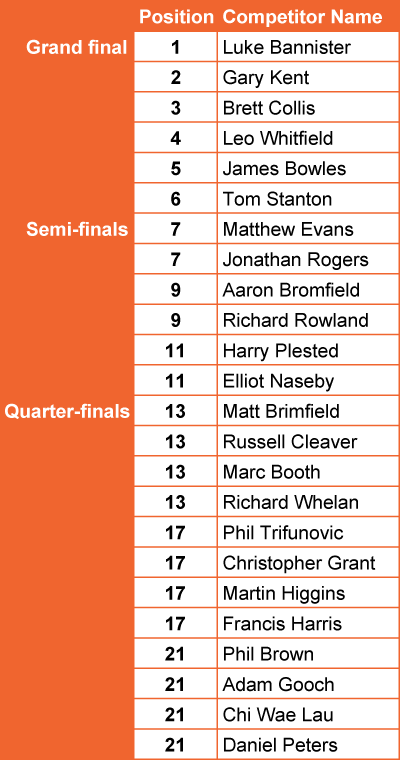 Position Competitor Name
Grand final 1 Luke Bannister
2 Gary Kent
3 Brett Collis
4 Leo Whitfield
5 James Bowles
6 Tom Stanton
Semi-finals 7 Matthew Evans
7 Jonathan Rogers
9 Aaron Bromfield
9 Richard Rowland
11 Harry Plested
11 Elliot Naseby
Quarter-finals 13 Matt Brimfield
13 Russell Cleaver
13 Marc Booth
13 Richard Whelan
17 Phil Trifunovic
17 Christopher Grant
17 Martin Higgins
17 Francis Harris
21 Phil Brown
21 Adam Gooch
21 Chi Wae Lau
21 Daniel Peters